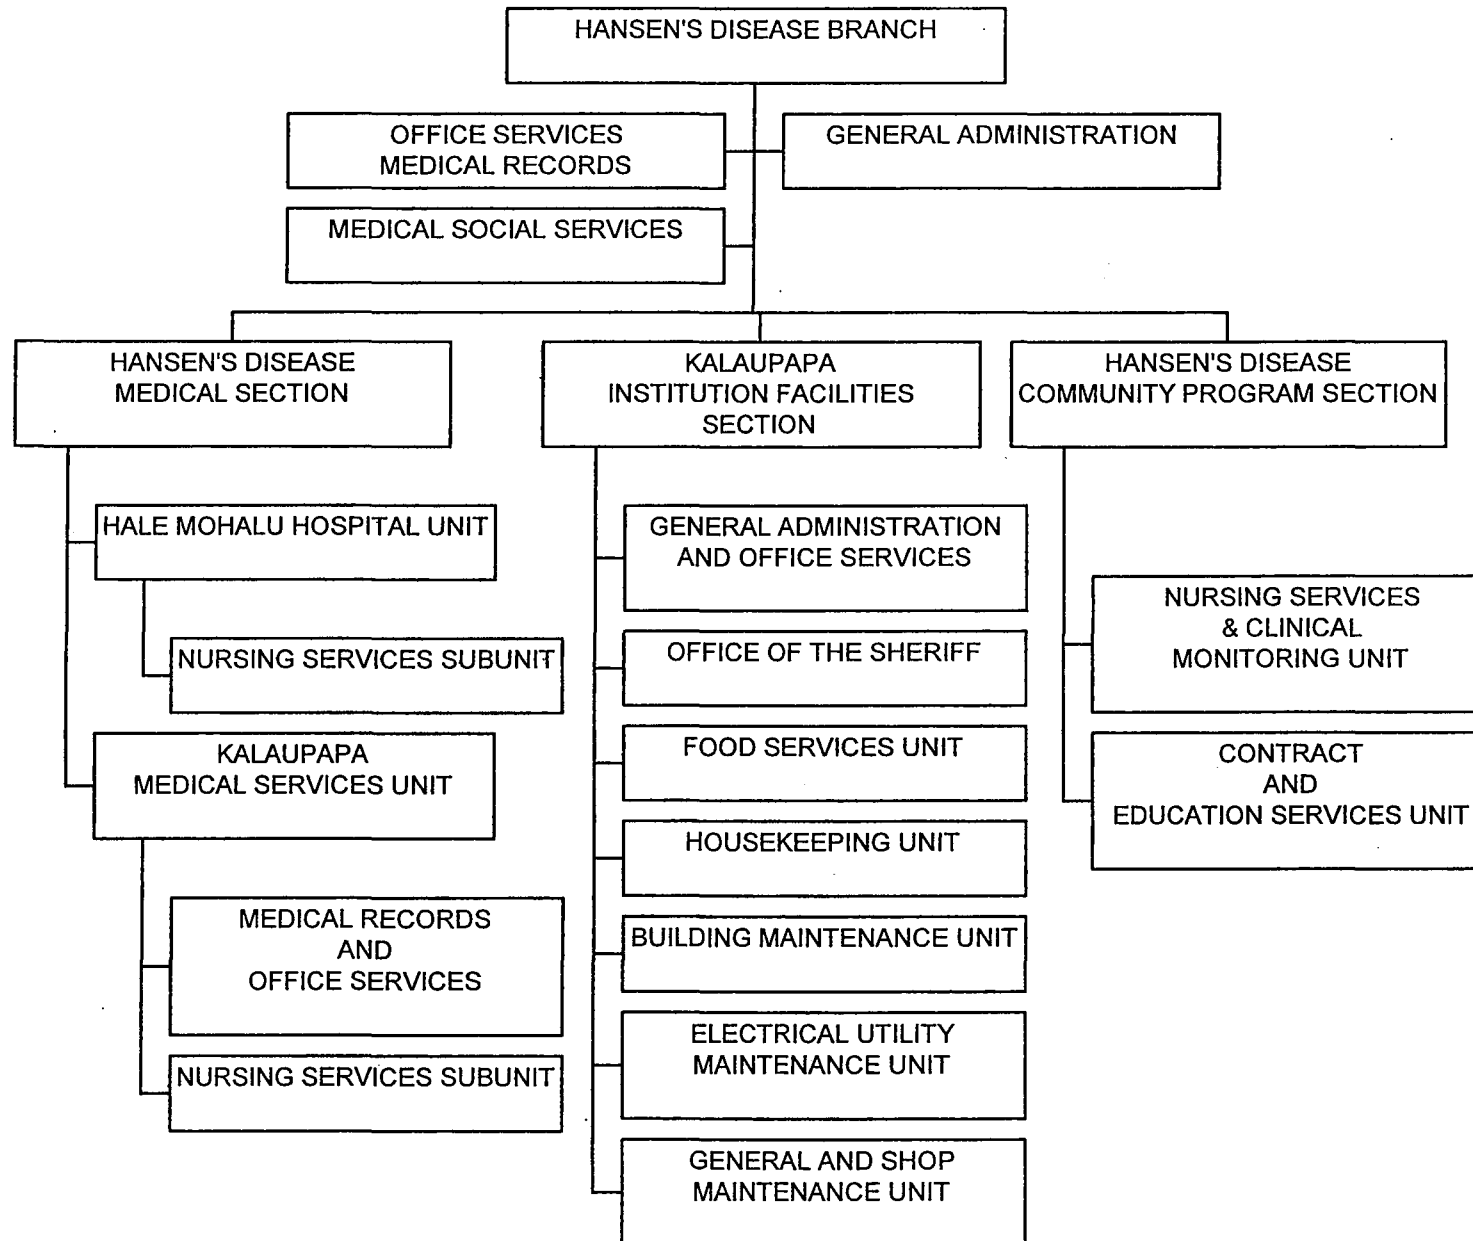 HANSEN'S DISEASE BRANCH
OFFICE SERVICES
MEDICAL RECORDS
GENERAL ADMINISTRATION
MEDICAL SOCIAL SERVICES
HANSEN'S DISEASE
MEDICAL SECTION
KALAUPAPA
INSTITUTION FACILITIES
SECTION
HANSEN'S DISEASE
COMMUNITY PROGRAM SECTION
HALE MOHALU HOSPITAL UNIT
NURSING SERVICES SUBUNIT
KALAUPAPA
MEDICAL SERVICES UNIT
MEDICAL RECORDS
AND
OFFICE SERVICES
NURSING SERVICES SUBUNIT
GENERAL ADMINISTRATION
AND OFFICE SERVICES
OFFICE OF THE SHERIFF
FOOD SERVICES UNIT
HOUSEKEEPING UNIT
BUILDING MAINTENANCE UNIT
ELECTRICAL UTILITY
MAINTENANCE UNIT
GENERAL AND SHOP
MAINTENANCE UNIT
NURSING SERVICES
& CLINICAL
MONITORING UNIT
CONTRACT
AND
EDUCATION SERVICES UNIT